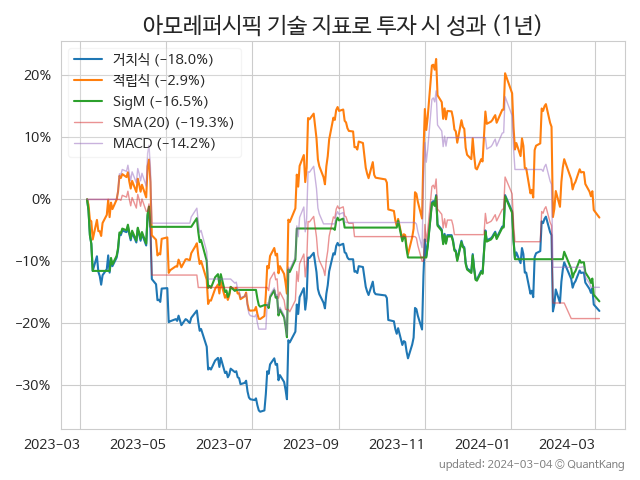 아모레퍼시픽 기술 지표로 투자 시 성과 (1년)
거치식 (−18.0%)
적립식 (−2.9%)
SigM (−16.5%)
SMA(20) (−19.3%)
MACD (−14.2%)
20%
10%
0%
−10%
−20%
−30%
2023−03 2023−05 2023−07 2023−09 2023−11 2024−01 2024−03
updated: 2024−03−04 © QuantKang